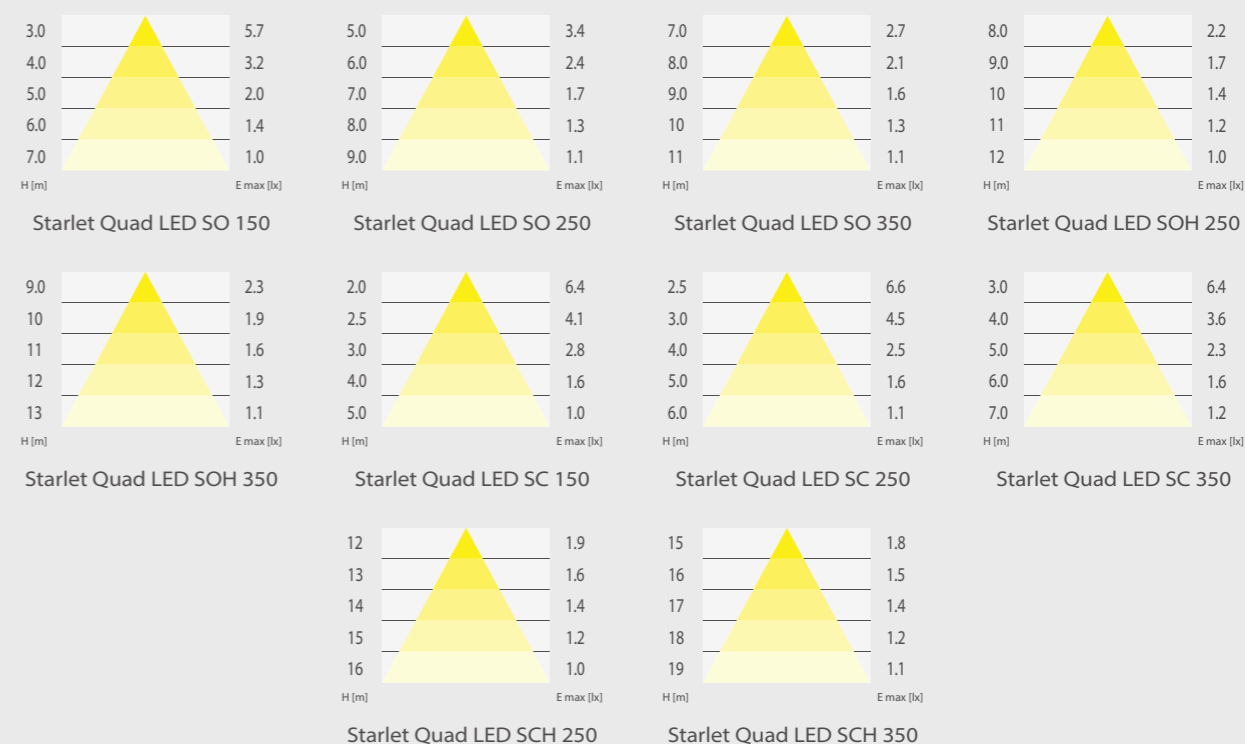 3.0 5.7 5.0 3.4 7.0 2.7 8.0 2.2
4.0 3.2 6.0 2.4 8.0 2.1 9.0 1.7
5.0 2.0 7.0 1.7 9.0 1.6 10 1.4
6.0 1.4 8.0 1.3 10 1.3 11 1.2
7.0 1.0 9.0 1.1 11 1.1 12 1.0
H [m] E max [lx] H [m] E max [lx] H [m] E max [lx] H [m] E max [lx]
Starlet Quad LED SO 150 Starlet Quad LED SO 250 Starlet Quad LED SO 350 Starlet Quad LED SOH 250
9.0 2.3 2.0 6.4 2.5 6.6 3.0 6.4
10 1.9 2.5 4.1 3.0 4.5 4.0 3.6
11 1.6 3.0 2.8 4.0 2.5 5.0 2.3
12 1.3 4.0 1.6 5.0 1.6 6.0 1.6
13 1.1 5.0 1.0 6.0 1.1 7.0 1.2
H [m] E max [lx] H [m] E max [lx] H [m] E max [lx] H [m] E max [lx]
Starlet Quad LED SOH 350 Starlet Quad LED SC 150 Starlet Quad LED SC 250 Starlet Quad LED SC 350
12 1.9 15 1.8
13 1.6 16 1.5
14 1.4 17 1.4
15 1.2 18 1.2
16 1.0 19 1.1
H [m] E max [lx] H [m] E max [lx]
Starlet Quad LED SCH 250 Starlet Quad LED SCH 350